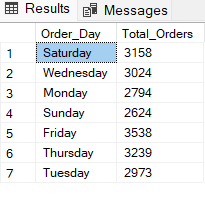 Results Messages
Order_Day Total_Orders
1 Saturday 3158
2 Wednesday 3024
3 Monday 2794
4 Sunday 2624
5 Friday 3538
6 Thursday 3239
7 Tuesday 2973